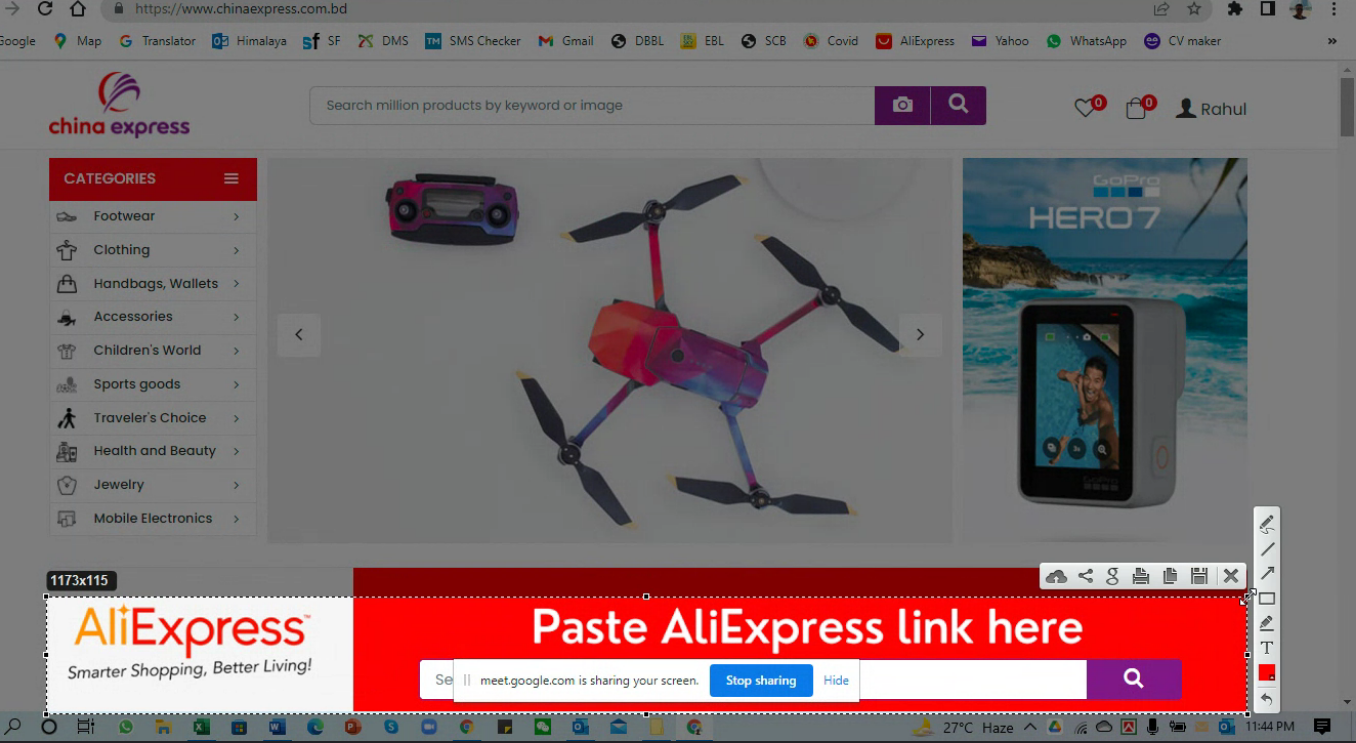 https://www.chinaexpress.com.bd
Google Map Translator Himalaya SF DMS SMS Checker Gmail DBBL EBL SCB Covid AliExpress Yahoo WhatsApp CV maker »
china express
Search million products by keyword or image
0 0 Rahul
CATEGORIES
Footwear
Clothing
Handbags, Wallets
Accessories
Children's World
Sports goods
Traveler's Choice
Health and Beauty
Jewelry
Mobile Electronics
GoPro
HERO7
1173x115
AliExpress™
Smarter Shopping, Better Living!
Paste AliExpress link here
Se
meet.google.com is sharing your screen. Stop sharing Hide
T
27°C Haze 11:44 PM